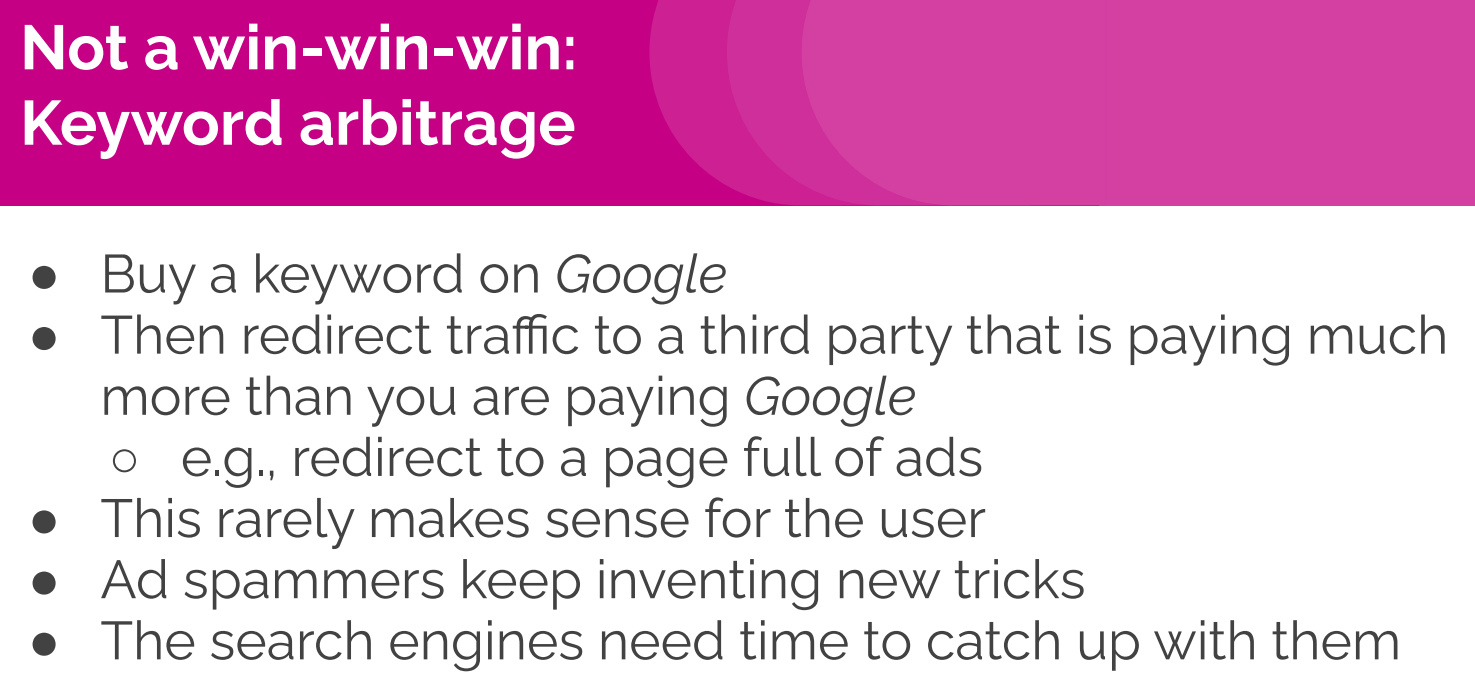 Not a win-win-win:
Keyword arbitrage
● Buy a keyword on Google
● Then redirect traffic to a third party that is paying much
more than you are paying Google
○ e.g., redirect to a page full of ads
● This rarely makes sense for the user
● Ad spammers keep inventing new tricks
● The search engines need time to catch up with them